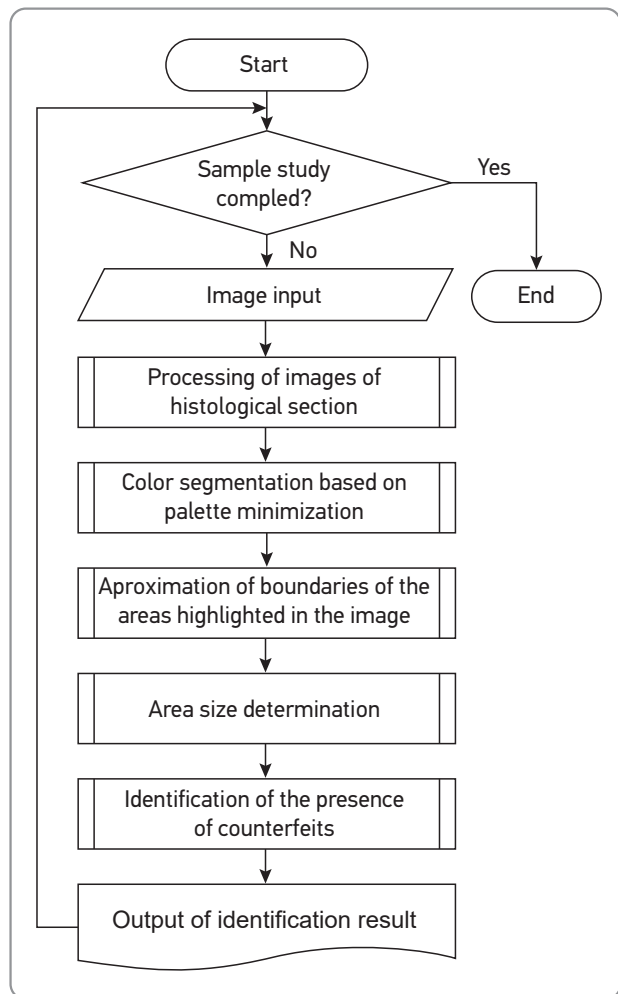 Start
Sample study
compled?
Yes
No
Image input
End
Processing of images of
histological section
Color segmentation based on
palette minimization
Aproximation of boundaries of the
areas highlighted in the image
Area size determination
Identification of the presence
of counterfeits
Output of identification result